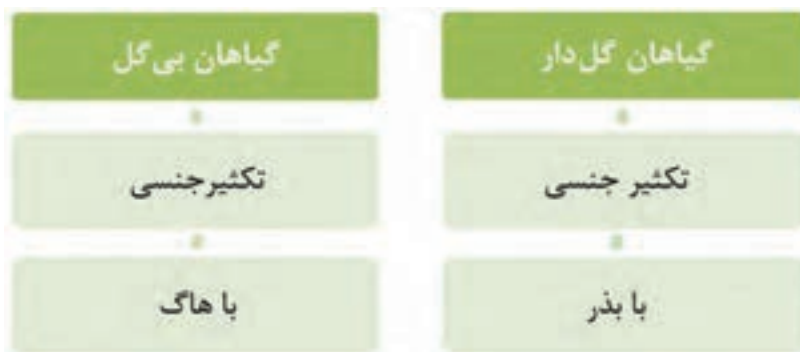 گیاهان گل‌دار
تکثیر جنسی
با بذر
گیاهان بی‌گل
تکثیرجنسی
با هاگ